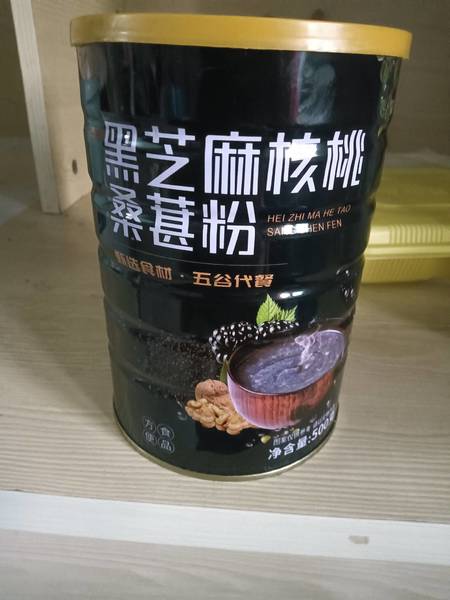 黑芝麻核桃
桑葚粉
HEI ZHI MA HE TAO
SANG SHEN FEN
甄选食材·五谷代餐
方便
食品
净含量:500